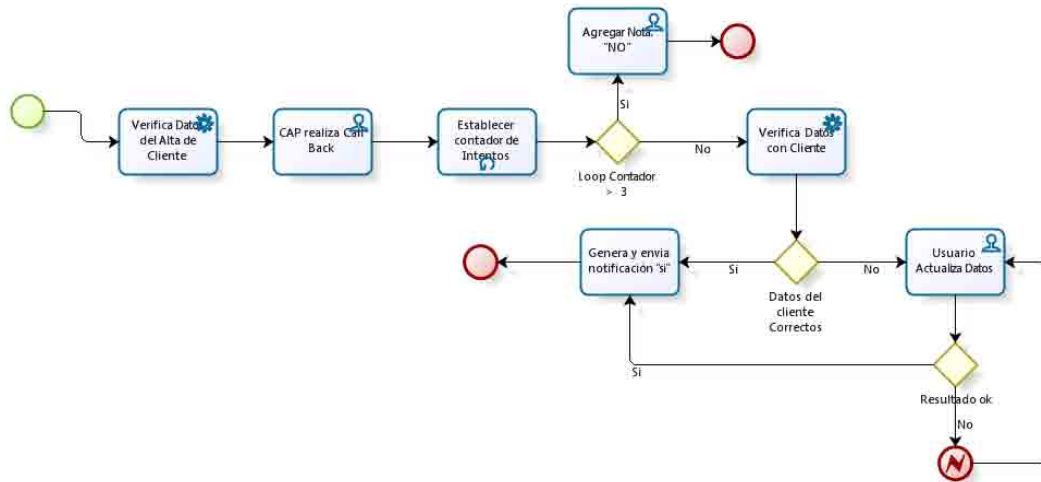 Agregar Nota:
"NO"
Si
Verifica Datos
del Alta de
Cliente
CAP realiza Call
Back
Establecer
contador de
Intentos
No
Loop Contador
> 3
Verifica Datos
con Cliente
Genera y envia
notificación "si"
Si
No
Datos del
cliente
Correctos
Usuario
Actualiza Datos
Si
Resultado ok
No